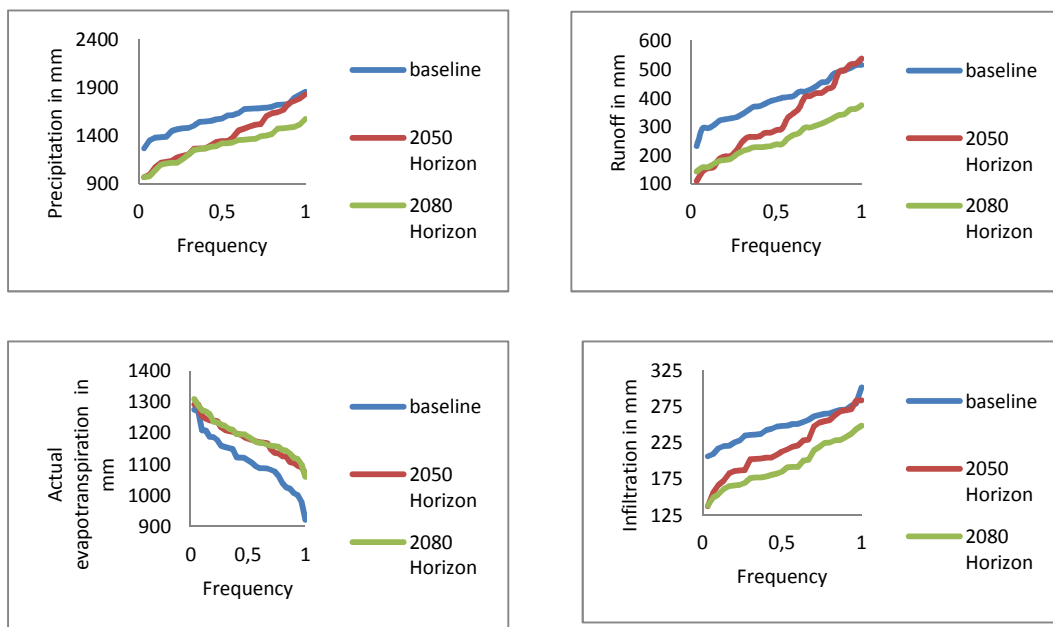 Precipitation in mm
2400
1900
1400
900
0
0,5
1
Frequency
baseline
2050
Horizon
2080
Horizon
Runoff in mm
600
500
400
300
200
100
0
0,5
1
Frequency
baseline
2050
Horizon
2080
Horizon
Actual
evapotranspiration in
mm
1400
1300
1200
1100
1000
900
0
0,5
1
Frequency
baseline
2050
Horizon
2080
Horizon
Infiltration in mm
325
275
225
175
125
0
0,5
1
Frequency
baseline
2050
Horizon
2080
Horizon